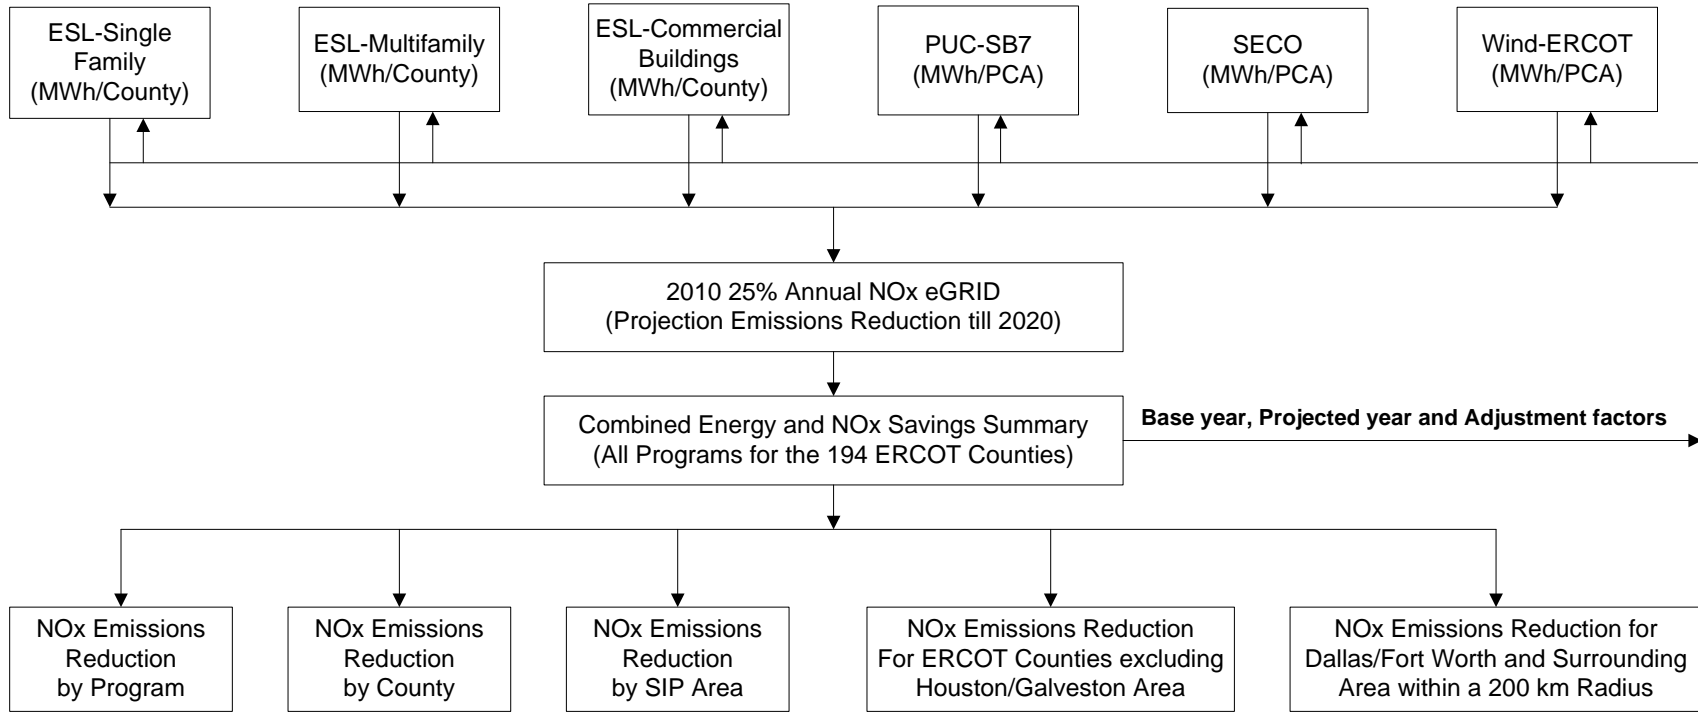 ESL-Single
Family
(MWh/County)
ESL-Multifamily
(MWh/County)
ESL-Commercial
Buildings
(MWh/County)
PUC-SB7
(MWh/PCA)
SECO
(MWh/PCA)
Wind-ERCOT
(MWh/PCA)
2010 25% Annual NOx eGRID
(Projection Emissions Reduction till 2020)
Combined Energy and NOx Savings Summary
(All Programs for the 194 ERCOT Counties)
Base year, Projected year and Adjustment factors
NOx Emissions
Reduction
by Program
NOx Emissions
Reduction
by County
NOx Emissions
Reduction
by SIP Area
NOx Emissions Reduction
For ERCOT Counties excluding
Houston/Galveston Area
NOx Emissions Reduction for
Dallas/Fort Worth and Surrounding
Area within a 200 km Radius